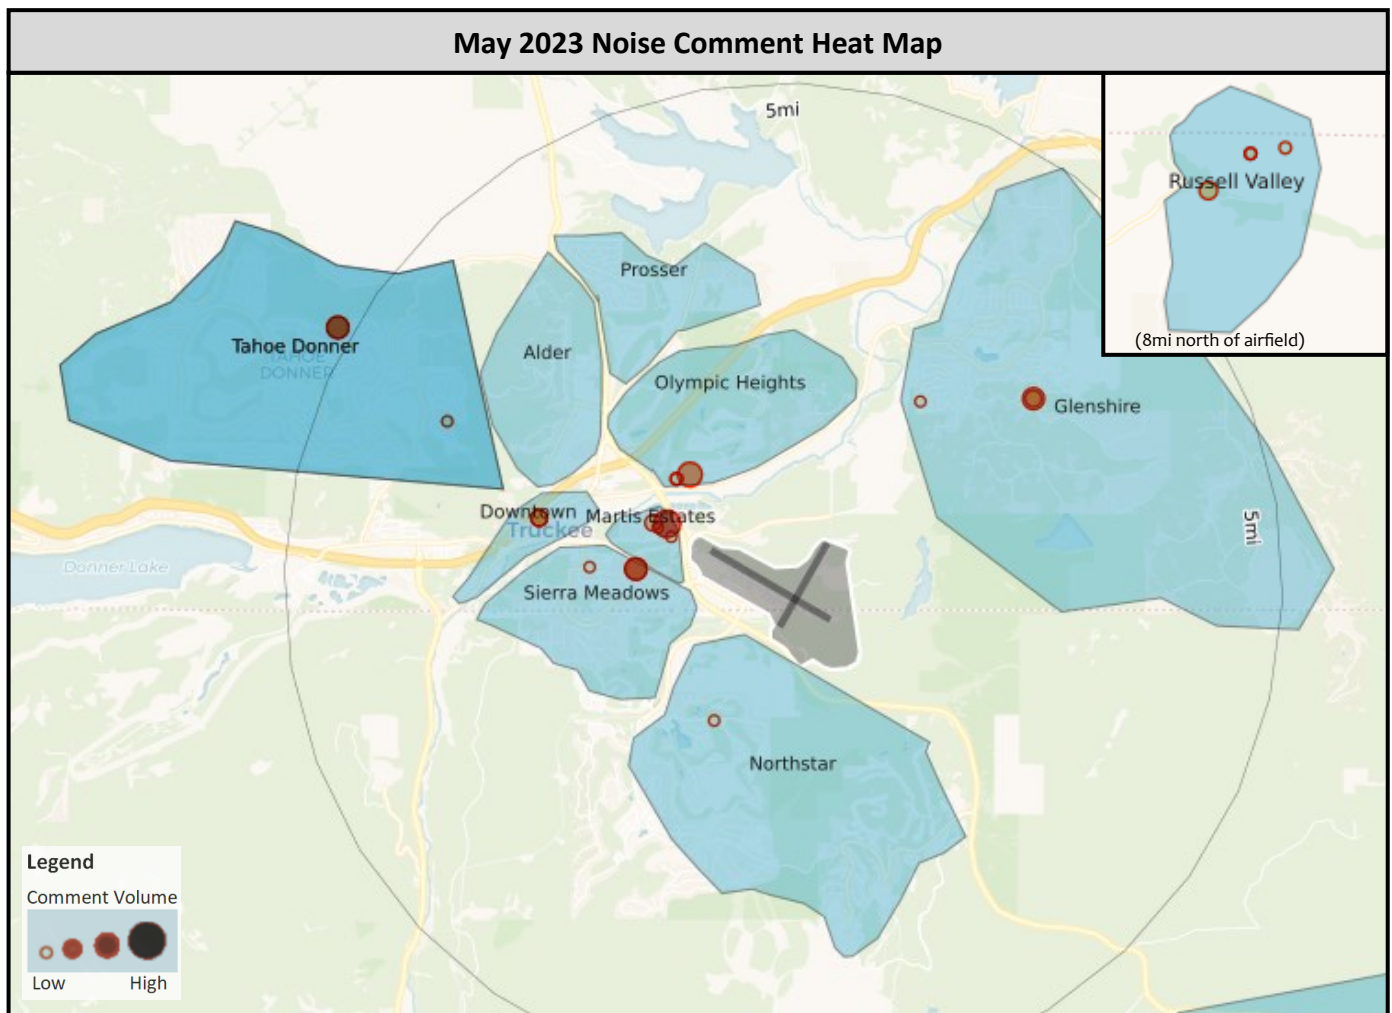 May 2023 Noise Comment Heat Map
5mi
Russell Valley
(8mi north of airfield)
Prosser
Tahoe Donner
TAHOE
DONNER
Alder
Olympic Heights
Glenshire
Downtown
Martis Estates
Truckee
5mi
Donner Lake
Sierra Meadows
Northstar
Legend
Comment Volume
Low
High